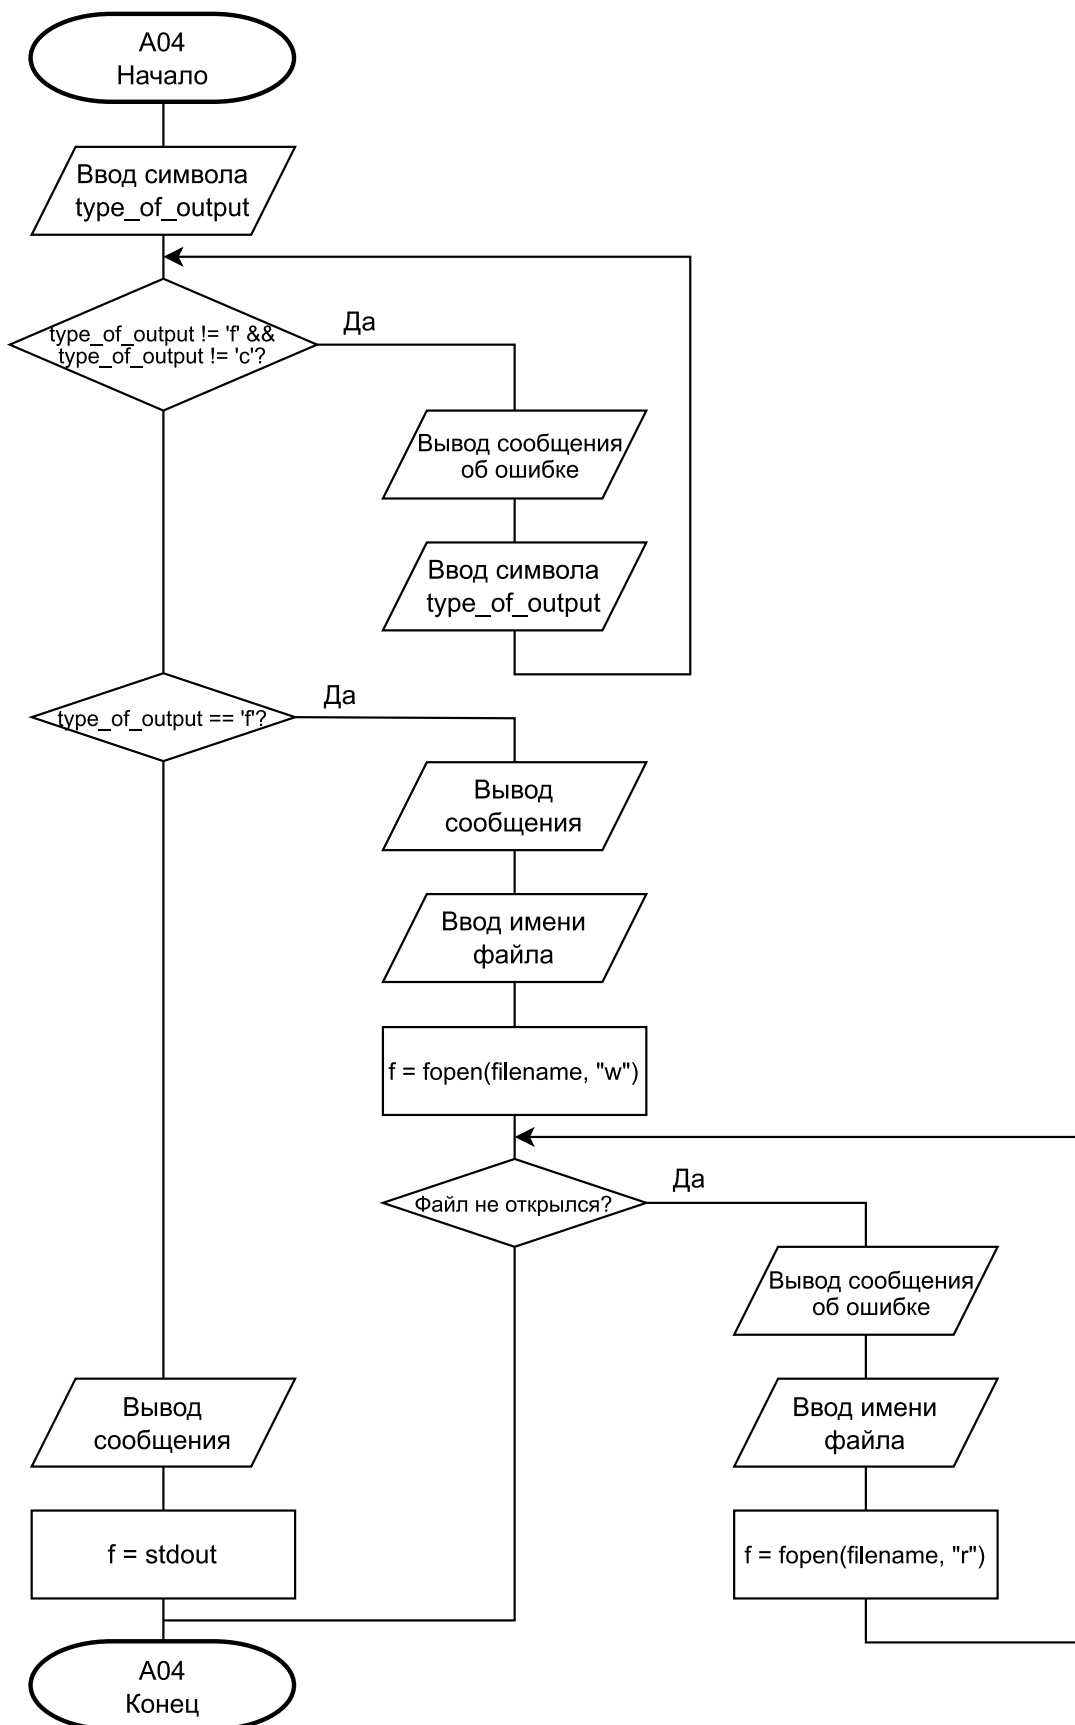 A04
Начало
Ввод символа
type_of_output
type_of_output != 'f' &&
type_of_output != 'c'?
Да
Вывод сообщения
об ошибке
Ввод символа
type_of_output
type_of_output == 'f'?
Да
Вывод
сообщения
Ввод имени
файла
f = fopen(filename, "w")
Файл не открылся?
Да
Вывод сообщения
об ошибке
Ввод имени
файла
f = fopen(filename, "r")
Вывод
сообщения
f = stdout
A04
Конец